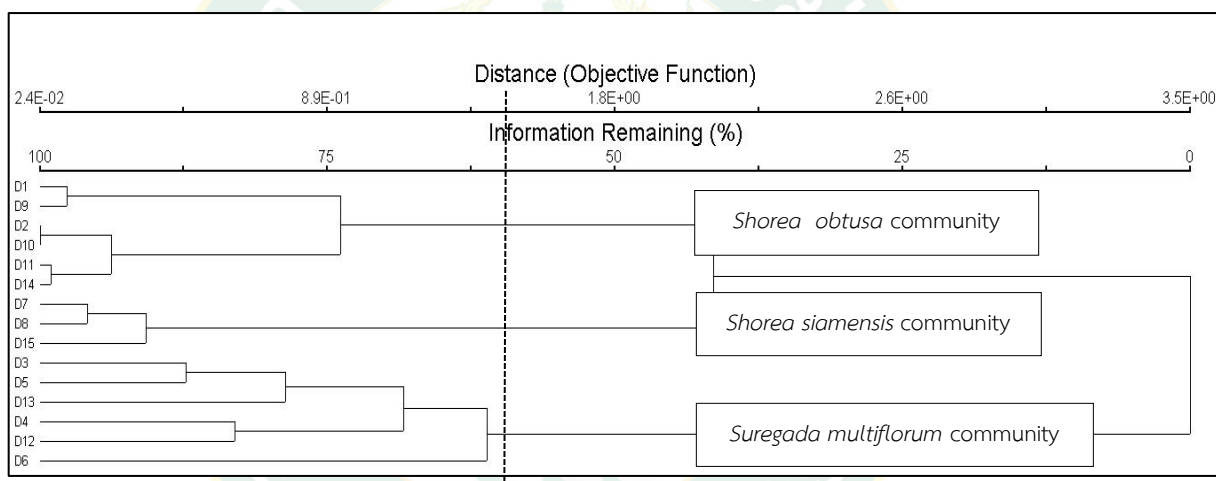 Distance (Objective Function)
2.4E-02 8.9E-01 1.8E+00 2.6E+00 3.5E+00
Information Remaining (%)
100 75 50 25 0
D1
D9
D2
D10
D11
D14
D7
D8
D15
D3
D5
D13
D4
D12
D6
Shorea obtusa community
Shorea siamensis community
Suregada multiflorum community